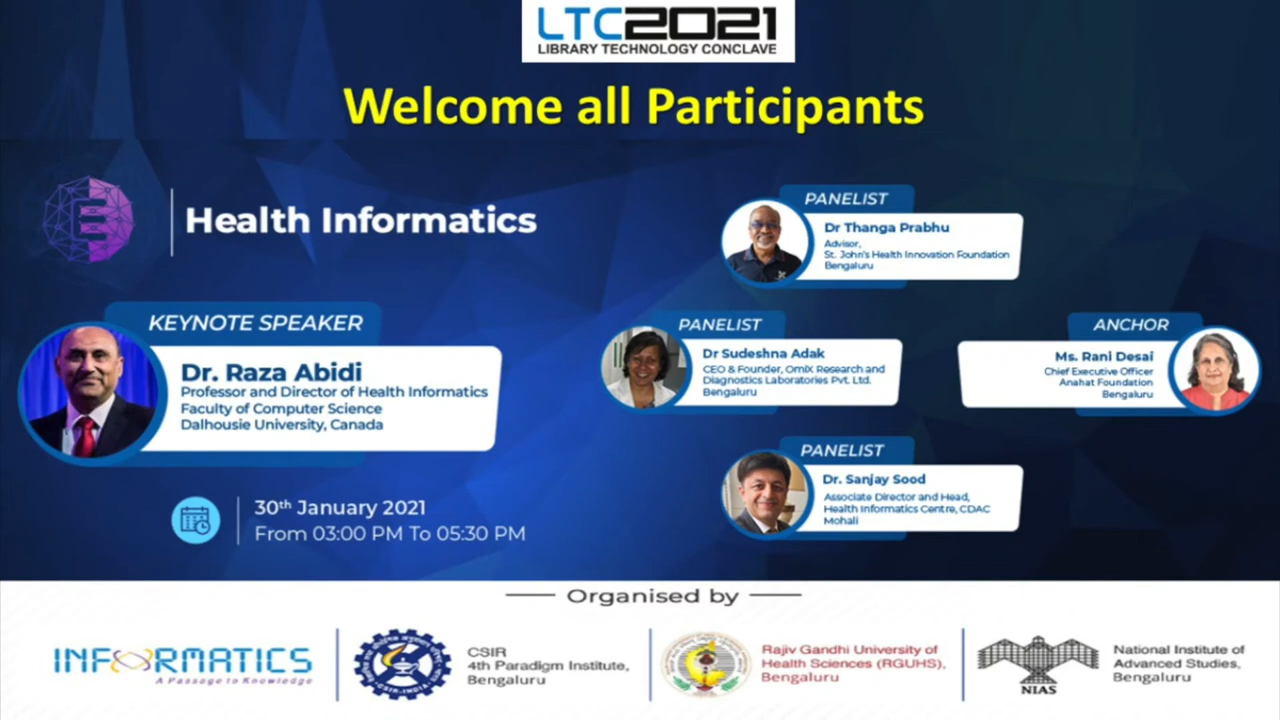 LTC2021
LIBRARY TECHNOLOGY CONCLAVE
Welcome all Participants
Health Informatics
KEYNOTE SPEAKER
Dr. Raza Abidi
Professor and Director of Health Informatics
Faculty of Computer Science
Dalhousie University, Canada
30th January 2021
From 03:00 PM To 05:30 PM
PANELIST
Dr Thanga Prabhu
Advisor,
St. John's Health Innovation Foundation
Bengaluru
PANELIST
Dr Sudeshna Adak
CEO & Founder, OmiX Research and
Diagnostics Laboratories Pvt. Ltd.
Bengaluru
ANCHOR
Ms. Rani Desai
Chief Executive Officer
Anahat Foundation
Bengaluru
PANELIST
Dr. Sanjay Sood
Associate Director and Head,
Health Informatics Centre, CDAC
Mohali
Organised by
INFORMATICS
A Passage to Knowledge
CSIR-INDIA
CSIR
4th Paradigm Institute,
Bengaluru
Rajiv Gandhi University of
Health Sciences (RGUHS),
Bengaluru
NIAS
National Institute of
Advanced Studies,
Bengaluru